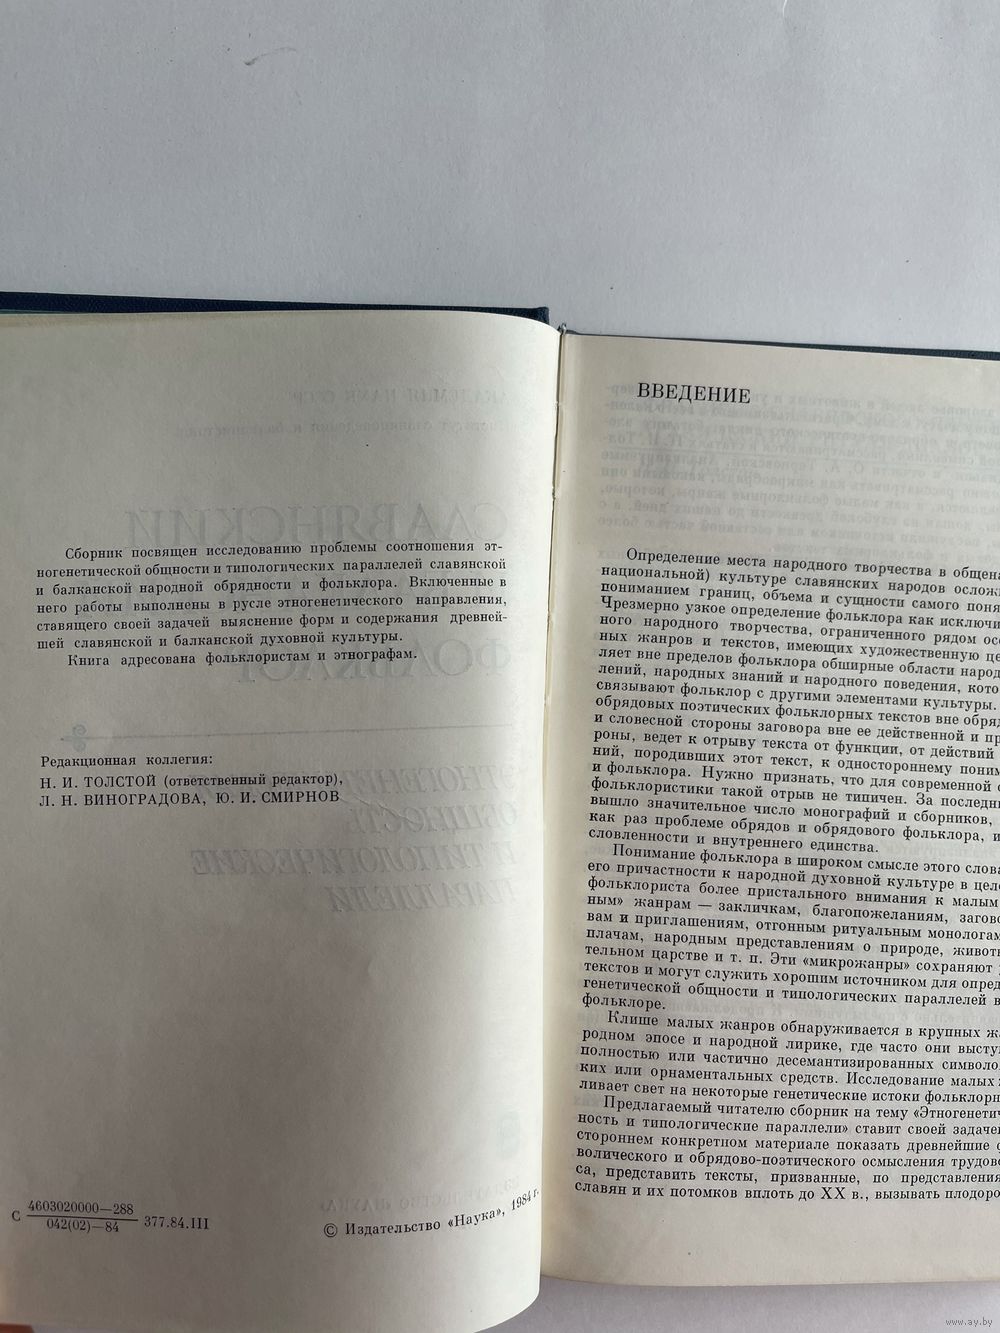 Сборник посвящен исследованию проблемы соотношения эт-
ногенетической общности и типологических параллелей славянской
и балканской народной обрядности и фольклора. Включенные в
него работы выполнены в русле этногенетического направления,
ставящего своей задачей выяснение форм и содержания древней-
шей славянской и балканской духовной культуры.
Книга адресована фольклористам и этнографам.
Редакционная коллегия:
Н. И. ТОЛСТОЙ (ответственный редактор),
Л. Н. ВИНОГРАДОВА, Ю. И. СМИРНОВ
С 4603020000—288
042(02)—84 377.84.III
© Издательство «Наука», 1984 г.
ВВЕДЕНИЕ
Определение места народного творчества в общена
национальной) культуре славянских народов осложн
пониманием границ, объема и сущности самого поня
Чрезмерно узкое определение фольклора как исключи
ного народного творчества, ограниченного рядом осо
ных жанров и текстов, имеющих художественную це
ляет вне пределов фольклора обширные области народ
лений, народных знаний и народного поведения, кото
связывают фольклор с другими элементами культуры.
обрядовых поэтических фольклорных текстов вне обряд
и словесной стороны заговора вне ее действенной и пр
роны, ведет к отрыву текста от функции, от действий
ний, породивших этот текст, к одностороннему поним
и фольклора. Нужно признать, что для современной с
фольклористики такой отрыв не типичен. За последни
вышло значительное число монографий и сборников,
как раз проблеме обрядов и обрядового фольклора, и
словленности и внутреннего единства.
Понимание фольклора в широком смысле этого слова
его причастности к народной духовной культуре в цело
фольклориста более пристального внимания к малым
ным» жанрам — закличкам, благопожеланиям, загово
вам и приглашениям, отгонным ритуальным монологам
плачам, народным представлениям о природе, животн
тельном царстве и т. п. Эти «микрожанры» сохраняют
текстов и могут служить хорошим источником для опред
генетической общности и типологических параллелей в
фольклоре.
Клише малых жанров обнаруживается в крупных ж
родном эпосе и народной лирике, где часто они высту
полностью или частично десемантизированных символо
ких или орнаментальных средств. Исследование малых
ливает свет на некоторые генетические истоки фольклорн
Предлагаемый читателю сборник на тему «Этногенетич
ность и типологические параллели» ставит своей задаче
стороннем конкретном материале показать древнейшие
волического и обрядово-поэтического осмысления трудово
са, представить тексты, призванные, по представления
славян и их потомков вплоть до XX в., вызывать плодоро
www.ay.by